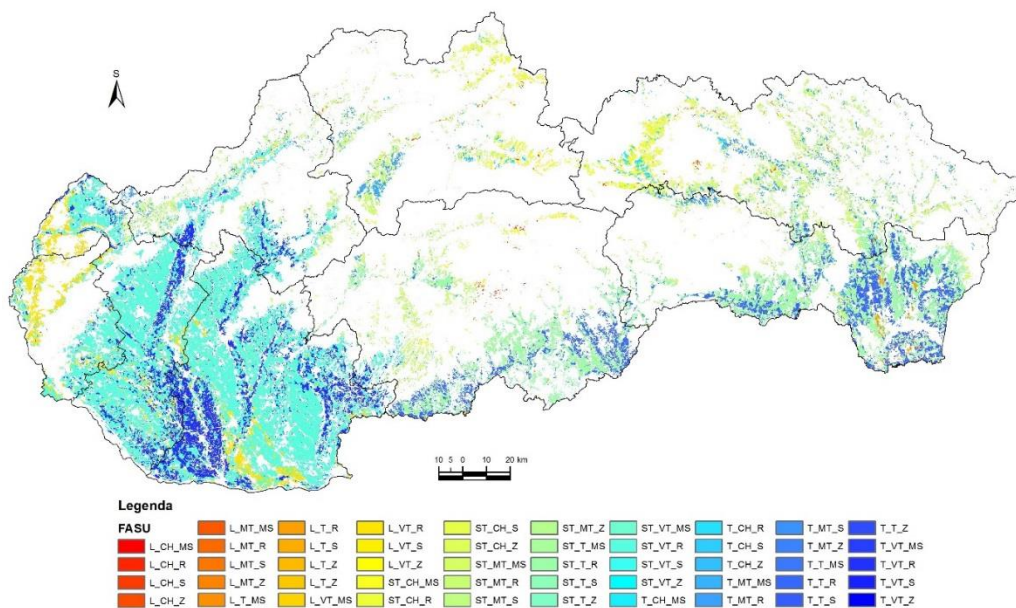 S
10 5 0 10 20 km
Legenda
FASU
L_CH_MS
L_CH_R
L_CH_S
L_CH_Z
L_MT_MS
L_MT_R
L_MT_S
L_MT_Z
L_T_MS
L_T_R
L_T_S
L_T_Z
L_VT_MS
L_VT_R
L_VT_S
L_VT_Z
ST_CH_MS
ST_CH_R
ST_CH_S
ST_CH_Z
ST_MT_MS
ST_MT_R
ST_MT_S
ST_MT_Z
ST_T_MS
ST_T_R
ST_T_S
ST_T_Z
ST_VT_MS
ST_VT_R
ST_VT_S
ST_VT_Z
T_CH_MS
T_CH_R
T_CH_S
T_CH_Z
T_MT_MS
T_MT_R
T_MT_S
T_MT_Z
T_T_MS
T_T_R
T_T_S
T_T_Z
T_VT_MS
T_VT_R
T_VT_S
T_VT_Z